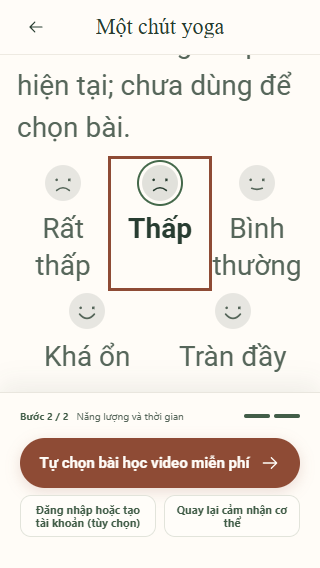 Một chút yoga
hiện tại; chưa dùng để
chọn bài.
Rất thấp
Thấp
Bình thường
Khá ổn
Tràn đầy
Bước 2 / 2 Năng lượng và thời gian
Tự chọn bài học video miễn phí
Đăng nhập hoặc tạo
tài khoản (tùy chọn)
Quay lại cảm nhận cơ
thể